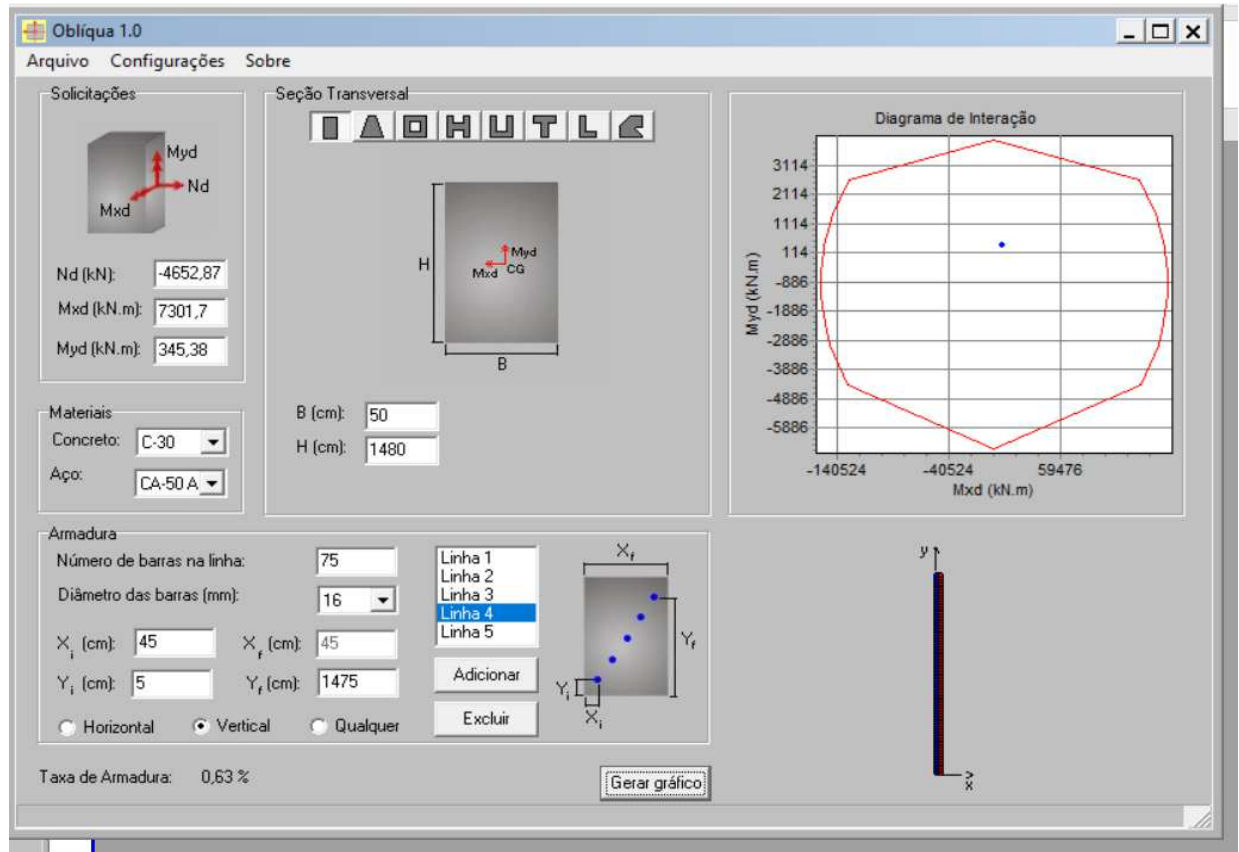 Oblíqua 1.0
Arquivo Configurações Sobre
Solicitações
Myd
Nd
Mxd
Nd (kN): -4652,87
Mxd (kN.m): 7301,7
Myd (kN.m): 345,38
Materiais
Concreto: C-30
Aço: CA-50 A
Seção Transversal
H
Myd
Mxd CG
B
B (cm): 50
H (cm): 1480
Diagrama de Interação
Myd (kN.m)
3114
2114
1114
114
-886
-1886
-2886
-3886
-4886
-5886
-140524 -40524 59476
Mxd (kN.m)
Armadura
Número de barras na linha: 75
Diâmetro das barras (mm): 16
Xi (cm): 45 Xf (cm): 45
Yi (cm): 5 Yf (cm): 1475
Horizontal Vertical Qualquer
Linha 1
Linha 2
Linha 3
Linha 4
Linha 5
Adicionar
Excluir
Xf
Yf
Yi
Xi
y
x
Taxa de Armadura: 0,63 %
Gerar gráfico